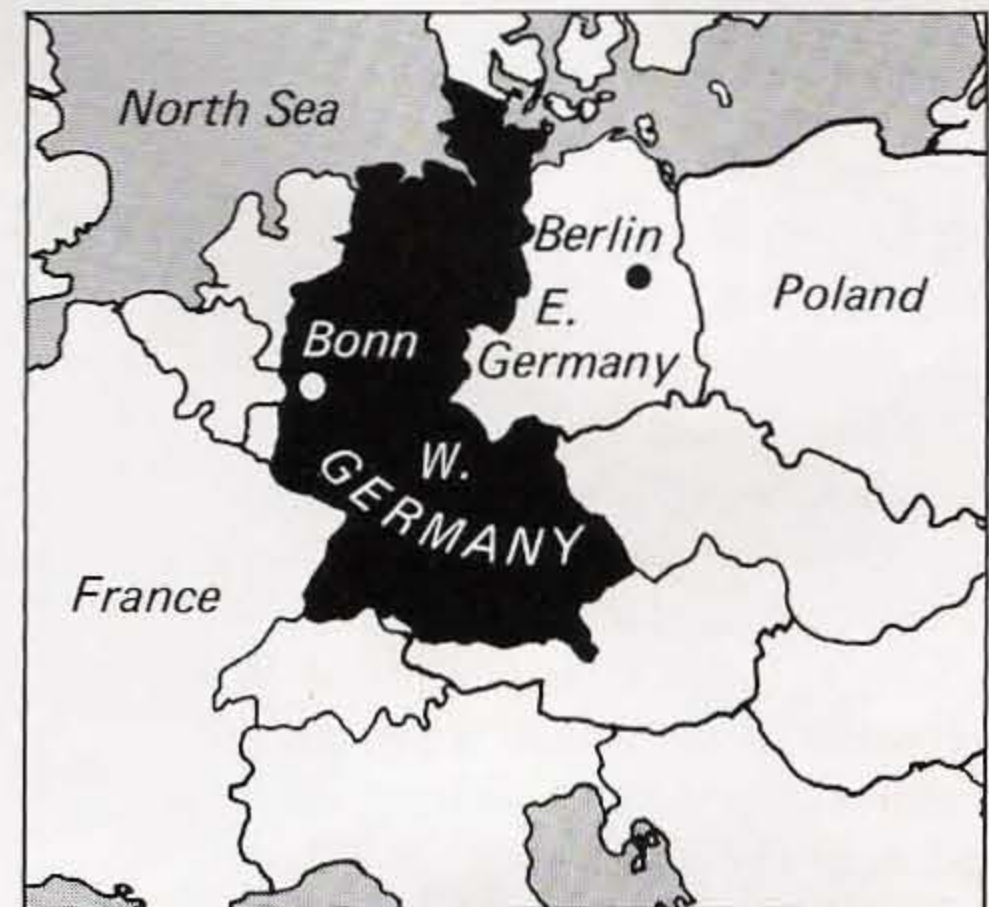 North Sea
Berlin
E.
Germany
Poland
Bonn
W.
GERMANY
France